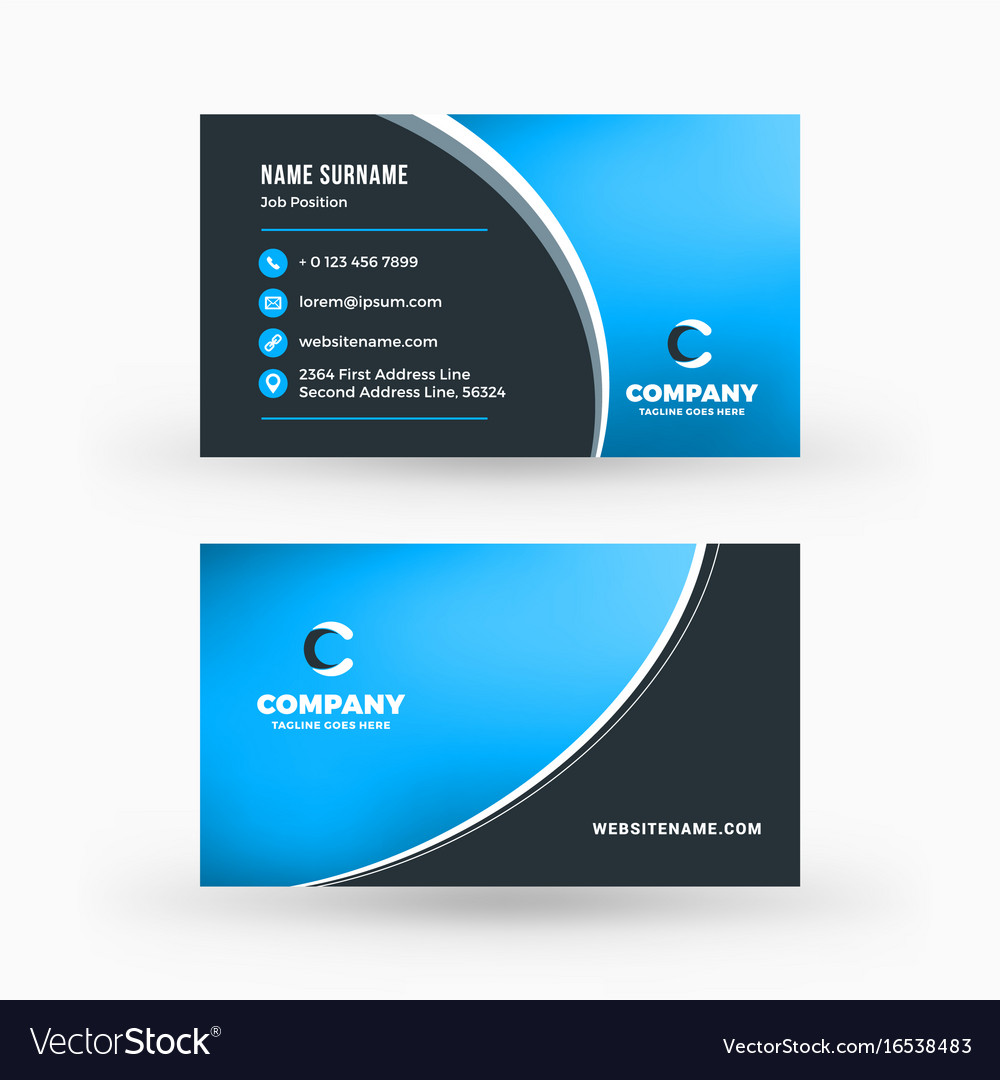 NAME SURNAME
Job Position
+ 0 123 456 7899
lorem@ipsum.com
websitename.com
2364 First Address Line
Second Address Line, 56324
C
COMPANY
TAGLINE GOES HERE
C
COMPANY
TAGLINE GOES HERE
WEBSITENAME.COM
VectorStock®
VectorStock.com/16538483